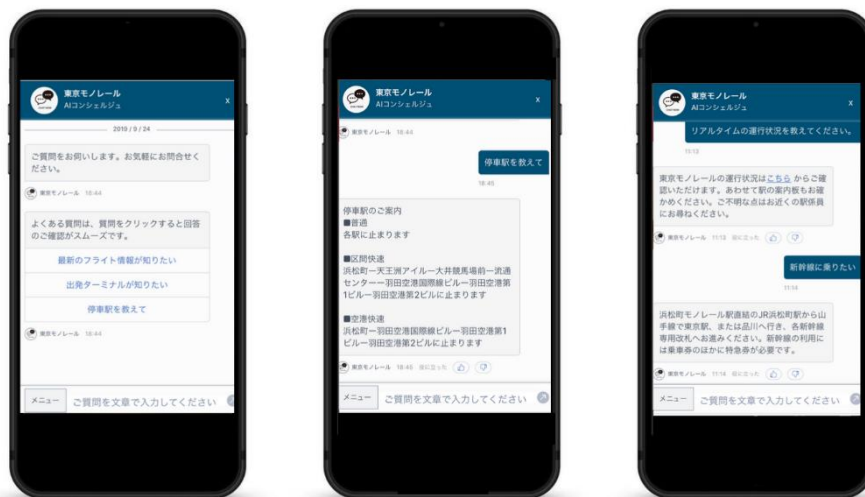 東京モノレール
AIコンシェルジュ
x
2019 / 9 / 24
ご質問をお伺いします。お気軽にお問合せく
ださい。
東京モノレール 18:44
よくある質問は、質問をクリックすると回答
のご確認がスムーズです。
最新のフライト情報が知りたい
出発ターミナルが知りたい
停車駅を教えて
東京モノレール 18:44
メニュー
ご質問を文章で入力してください
東京モノレール
AIコンシェルジュ
x
東京モノレール 18:44
停車駅を教えて
18:45
停車駅のご案内
■普通
各駅に止まります
■区間快速
浜松町ー天王洲アイルー大井競馬場前ー流通
センターー羽田空港国際線ビルー羽田空港第
1ビルー羽田空港第2ビルに止まります
■空港快速
浜松町ー羽田空港国際線ビルー羽田空港第1
ビルー羽田空港第2ビルに止まります
東京モノレール 18:45 役に立った
メニュー
ご質問を文章で入力してください
東京モノレール
AIコンシェルジュ
x
リアルタイムの運行状況を教えてください。
11:13
東京モノレールの運行状況はこちら からご確
認いただけます。あわせて駅の案内板もお確
かめください。ご不明な点はお近くの駅係員
にお尋ねください。
東京モノレール 11:13 役に立った
新幹線に乗りたい
11:14
浜松町モノレール駅直結のJR浜松町駅から山
手線で東京駅、または品川へ行き、各新幹線
専用改札へお進みください。新幹線の利用に
は乗車券のほかに特急券が必要です。
東京モノレール 11:14 役に立った
メニュー
ご質問を文章で入力してください